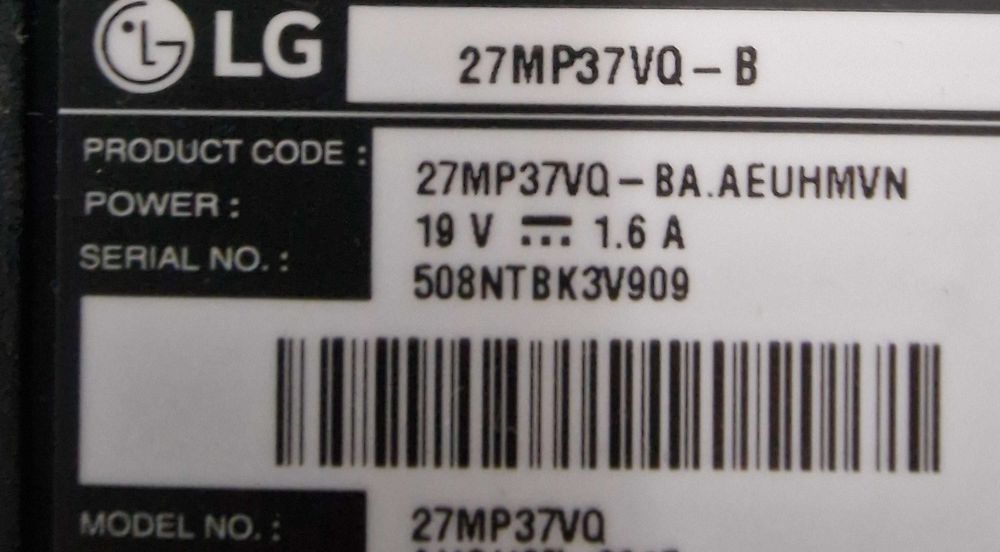 LG 27MP37VQ – B
PRODUCT CODE : 27MP37VQ – BA.AEUHMVN
POWER : 19 V 1.6 A
SERIAL NO. : 508NTBK3V909
MODEL NO. : 27MP37VQ